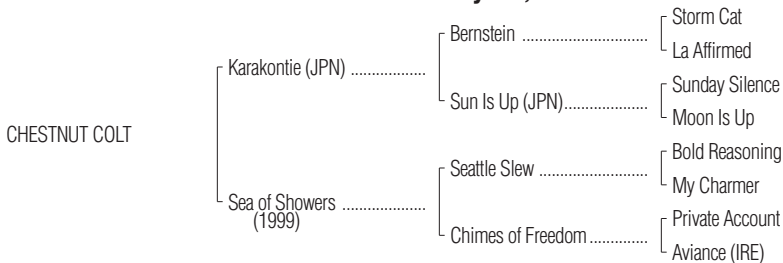 Storm Cat
Bernstein ..............................
La Affirmed
Karakontie (JPN) ..................
Sunday Silence
Sun Is Up (JPN)....................
Moon Is Up
CHESTNUT COLT
Bold Reasoning
Seattle Slew ..........................
My Charmer
Sea of Showers ....................
(1999)
Private Account
Chimes of Freedom..............
Aviance (IRE)